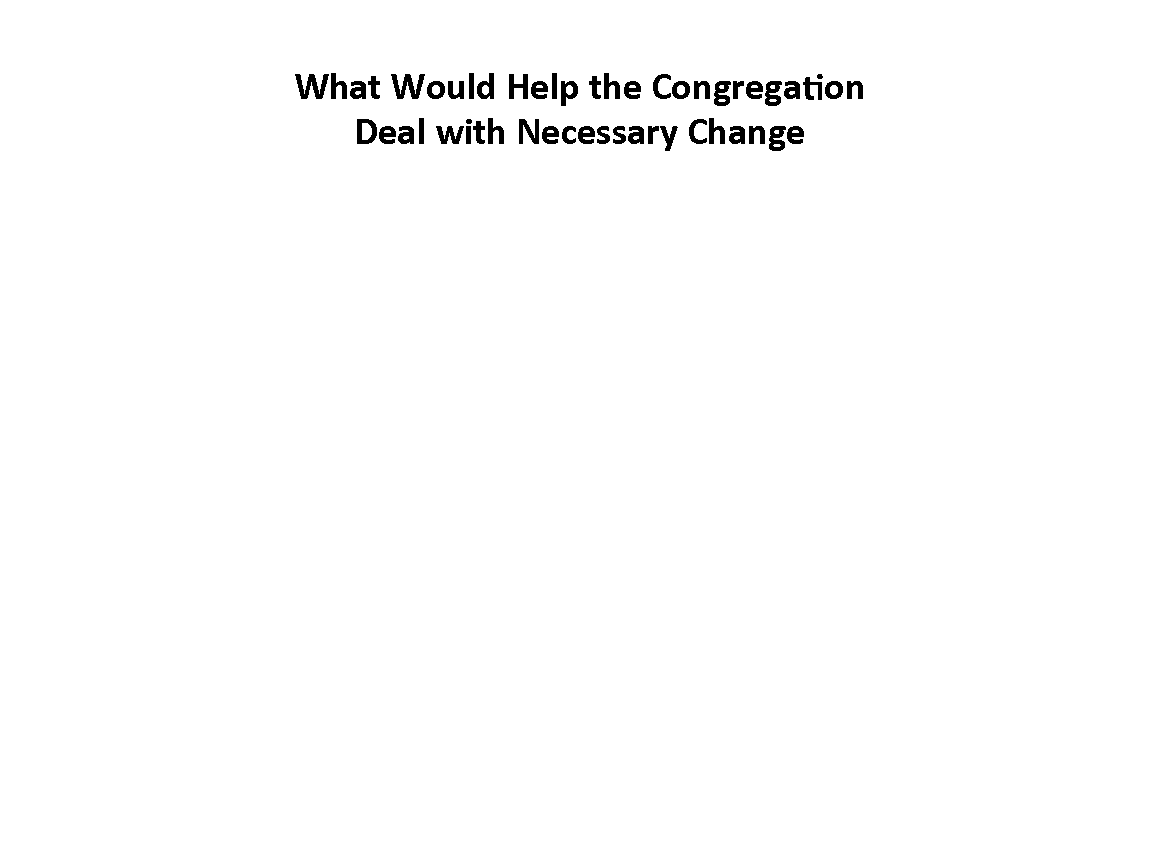 What Would Help the Congregation
Deal with Necessary Change